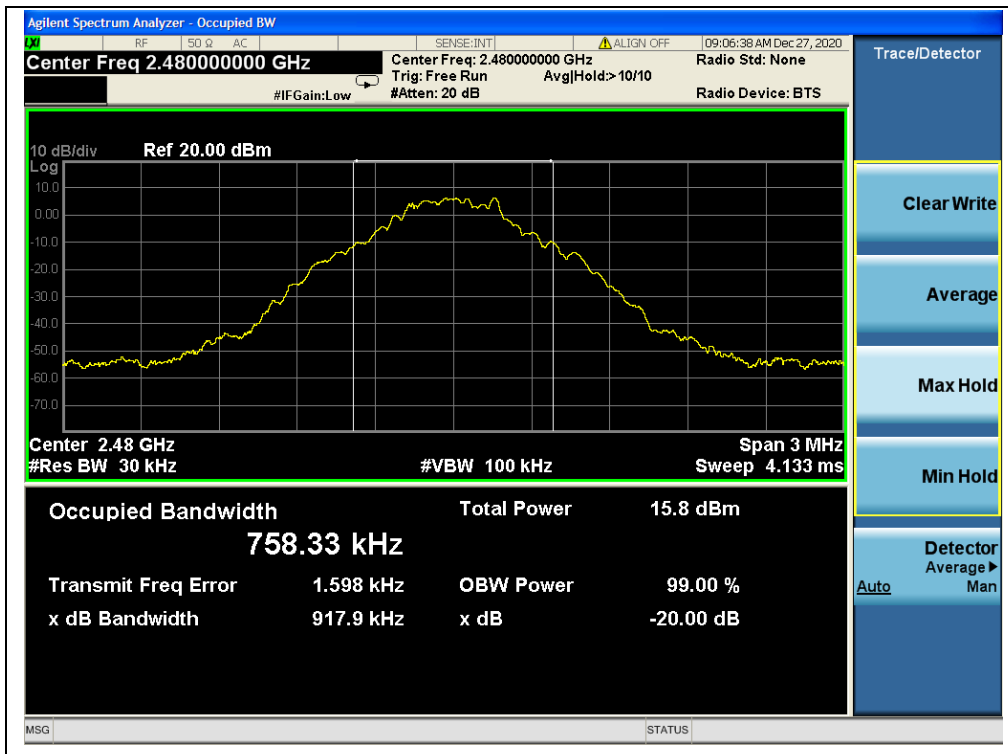 Agilent Spectrum Analyzer - Occupied BW
LXI RF 50 Ω AC SENSE:INT ALIGN OFF 09:06:38 AM Dec 27, 2020
Center Freq 2.480000000 GHz
Center Freq: 2.480000000 GHz Radio Std: None
Trig: Free Run Avg|Hold:>10/10
#IFGain:Low #Atten: 20 dB Radio Device: BTS
10 dB/div Ref 20.00 dBm
Log
10.0
0.00
-10.0
-20.0
-30.0
-40.0
-50.0
-60.0
-70.0
Center 2.48 GHz Span 3 MHz
#Res BW 30 kHz #VBW 100 kHz Sweep 4.133 ms
Occupied Bandwidth Total Power 15.8 dBm
758.33 kHz
Transmit Freq Error 1.598 kHz OBW Power 99.00 %
x dB Bandwidth 917.9 kHz x dB -20.00 dB
MSG STATUS
Trace/Detector
Clear Write
Average
Max Hold
Min Hold
Detector
Average▶
Auto Man